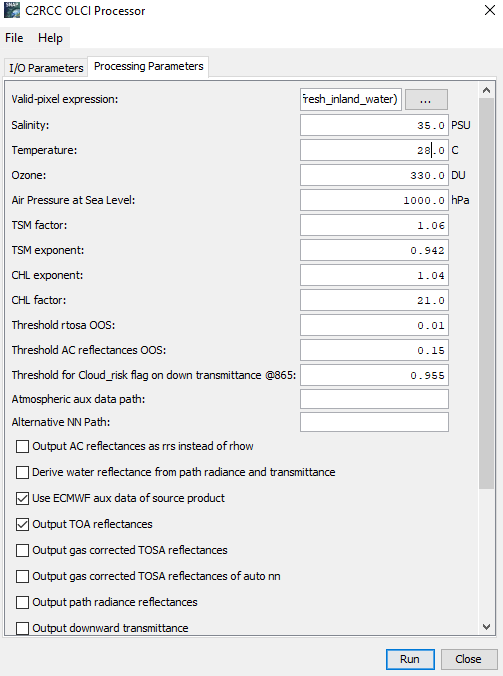 SNAP
C2RCC OLCI Processor
File Help
I/O Parameters Processing Parameters
Valid-pixel expression: fresh_inland_water) ...
Salinity: 35.0 PSU
Temperature: 28.0 C
Ozone: 330.0 DU
Air Pressure at Sea Level: 1000.0 hPa
TSM factor: 1.06
TSM exponent: 0.942
CHL exponent: 1.04
CHL factor: 21.0
Threshold rtosa OOS: 0.01
Threshold AC reflectances OOS: 0.15
Threshold for Cloud_risk flag on down transmittance @865: 0.955
Atmospheric aux data path:
Alternative NN Path:
Output AC reflectances as rrs instead of rhow
Derive water reflectance from path radiance and transmittance
Use ECMWF aux data of source product
Output TOA reflectances
Output gas corrected TOSA reflectances
Output gas corrected TOSA reflectances of auto nn
Output path radiance reflectances
Output downward transmittance
Run Close